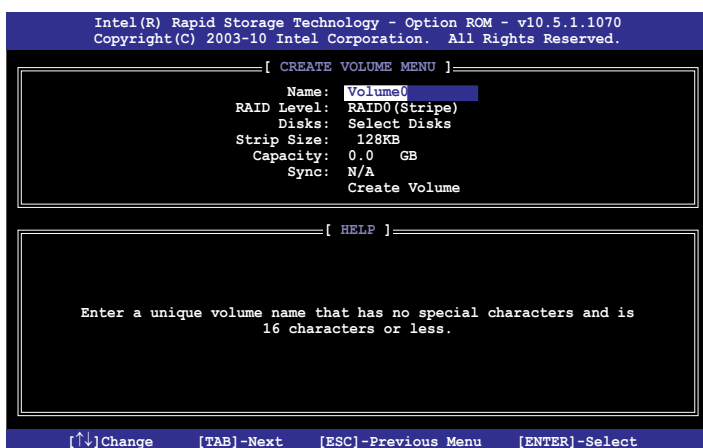 Intel(R) Rapid Storage Technology - Option ROM - v10.5.1.1070
Copyright(C) 2003-10 Intel Corporation. All Rights Reserved.
[ CREATE VOLUME MENU ]
Name: Volume0
RAID Level: RAID0(Stripe)
Disks: Select Disks
Strip Size: 128KB
Capacity: 0.0 GB
Sync: N/A
Create Volume
[ HELP ]
Enter a unique volume name that has no special characters and is
16 characters or less.
[↑↓]Change [TAB]-Next [ESC]-Previous Menu [ENTER]-Select